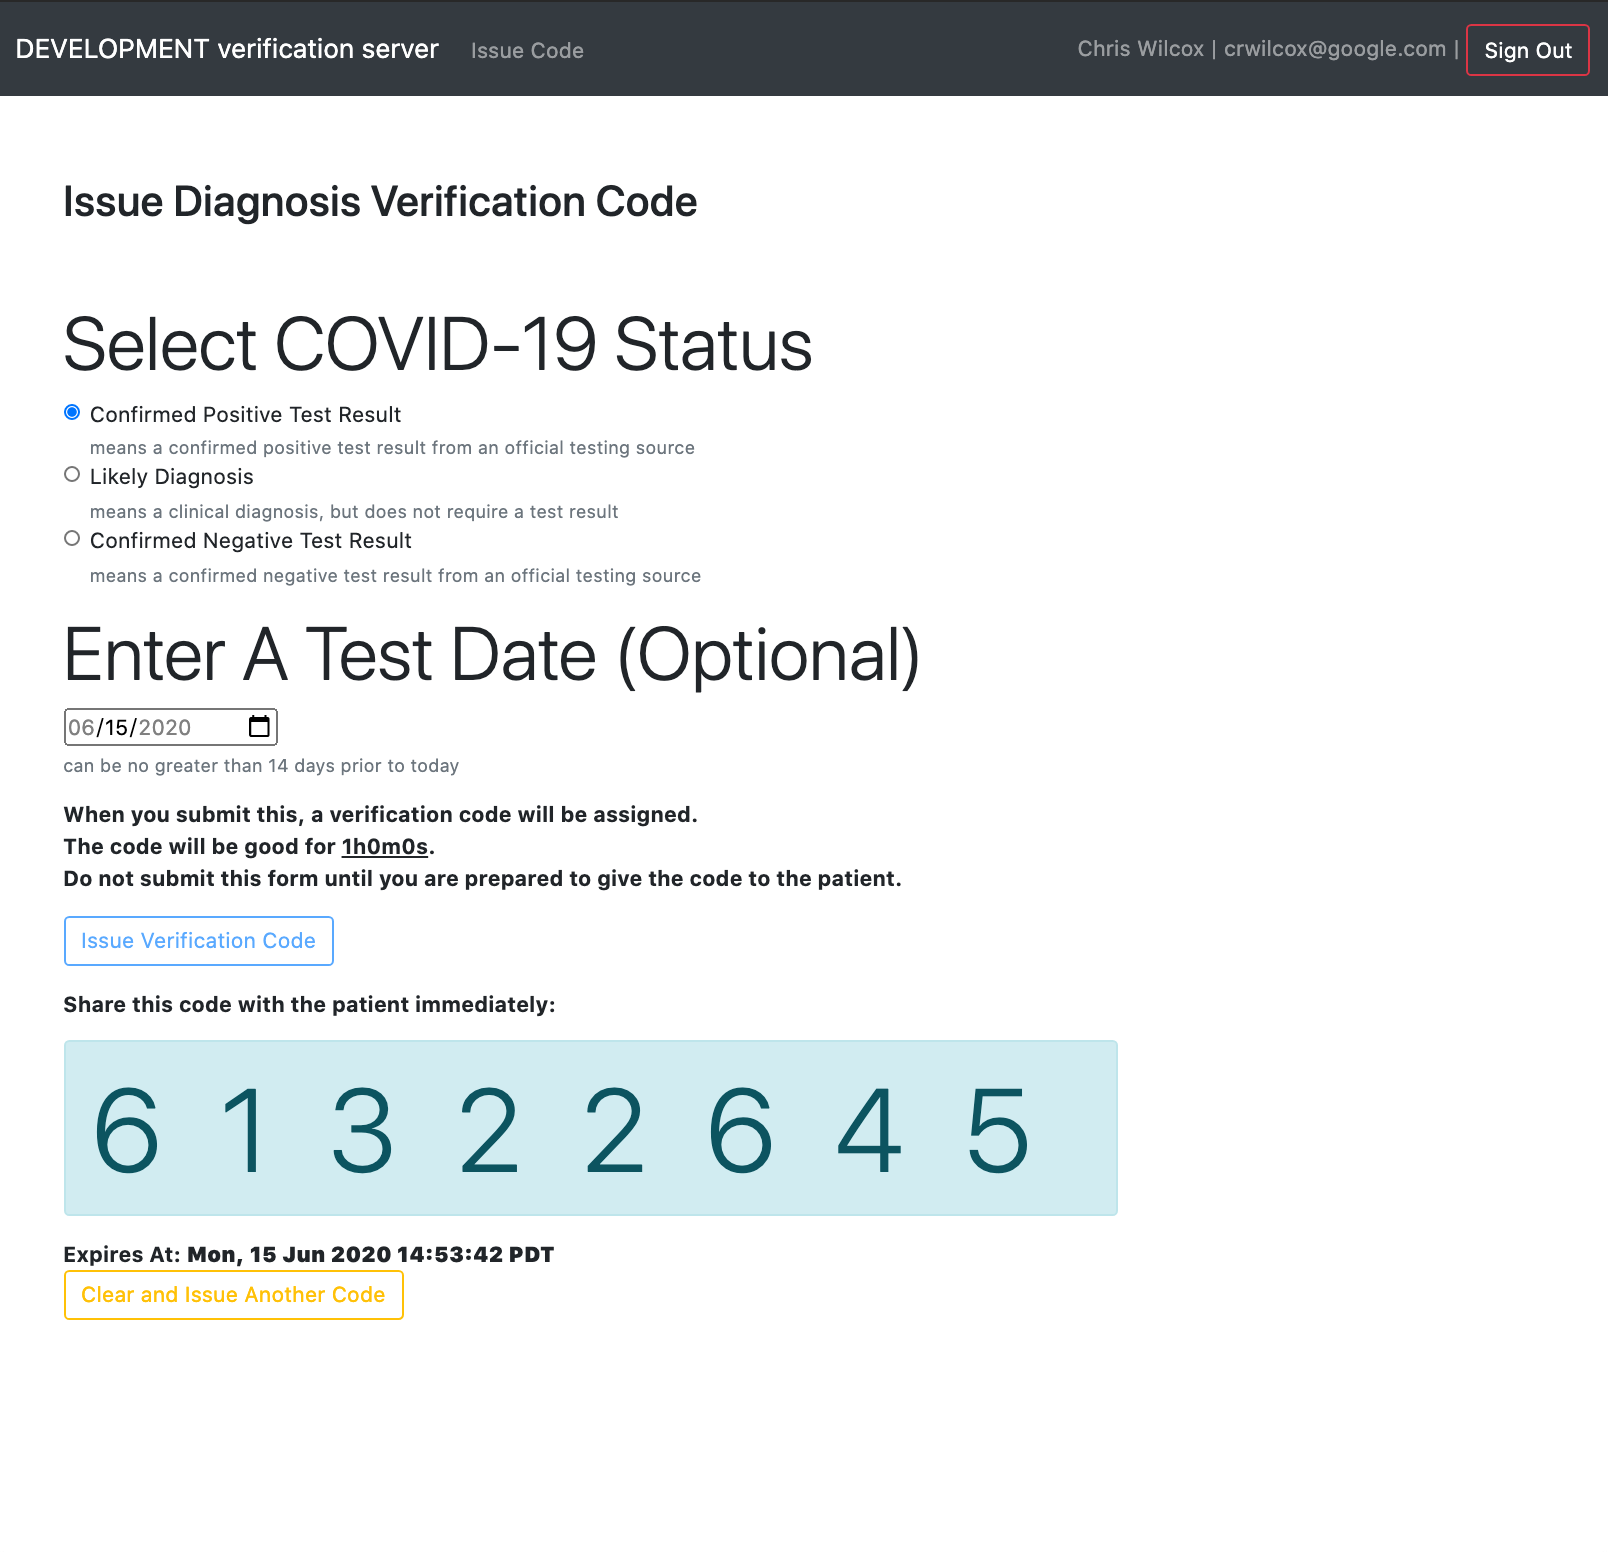 DEVELOPMENT verification server Issue Code Chris Wilcox | crwilcox@google.com | Sign Out
Issue Diagnosis Verification Code
Select COVID-19 Status
Confirmed Positive Test Result
means a confirmed positive test result from an official testing source
Likely Diagnosis
means a clinical diagnosis, but does not require a test result
Confirmed Negative Test Result
means a confirmed negative test result from an official testing source
Enter A Test Date (Optional)
06/15/2020
can be no greater than 14 days prior to today
When you submit this, a verification code will be assigned.
The code will be good for 1h0m0s.
Do not submit this form until you are prepared to give the code to the patient.
Issue Verification Code
Share this code with the patient immediately:
6 1 3 2 2 6 4 5
Expires At: Mon, 15 Jun 2020 14:53:42 PDT
Clear and Issue Another Code